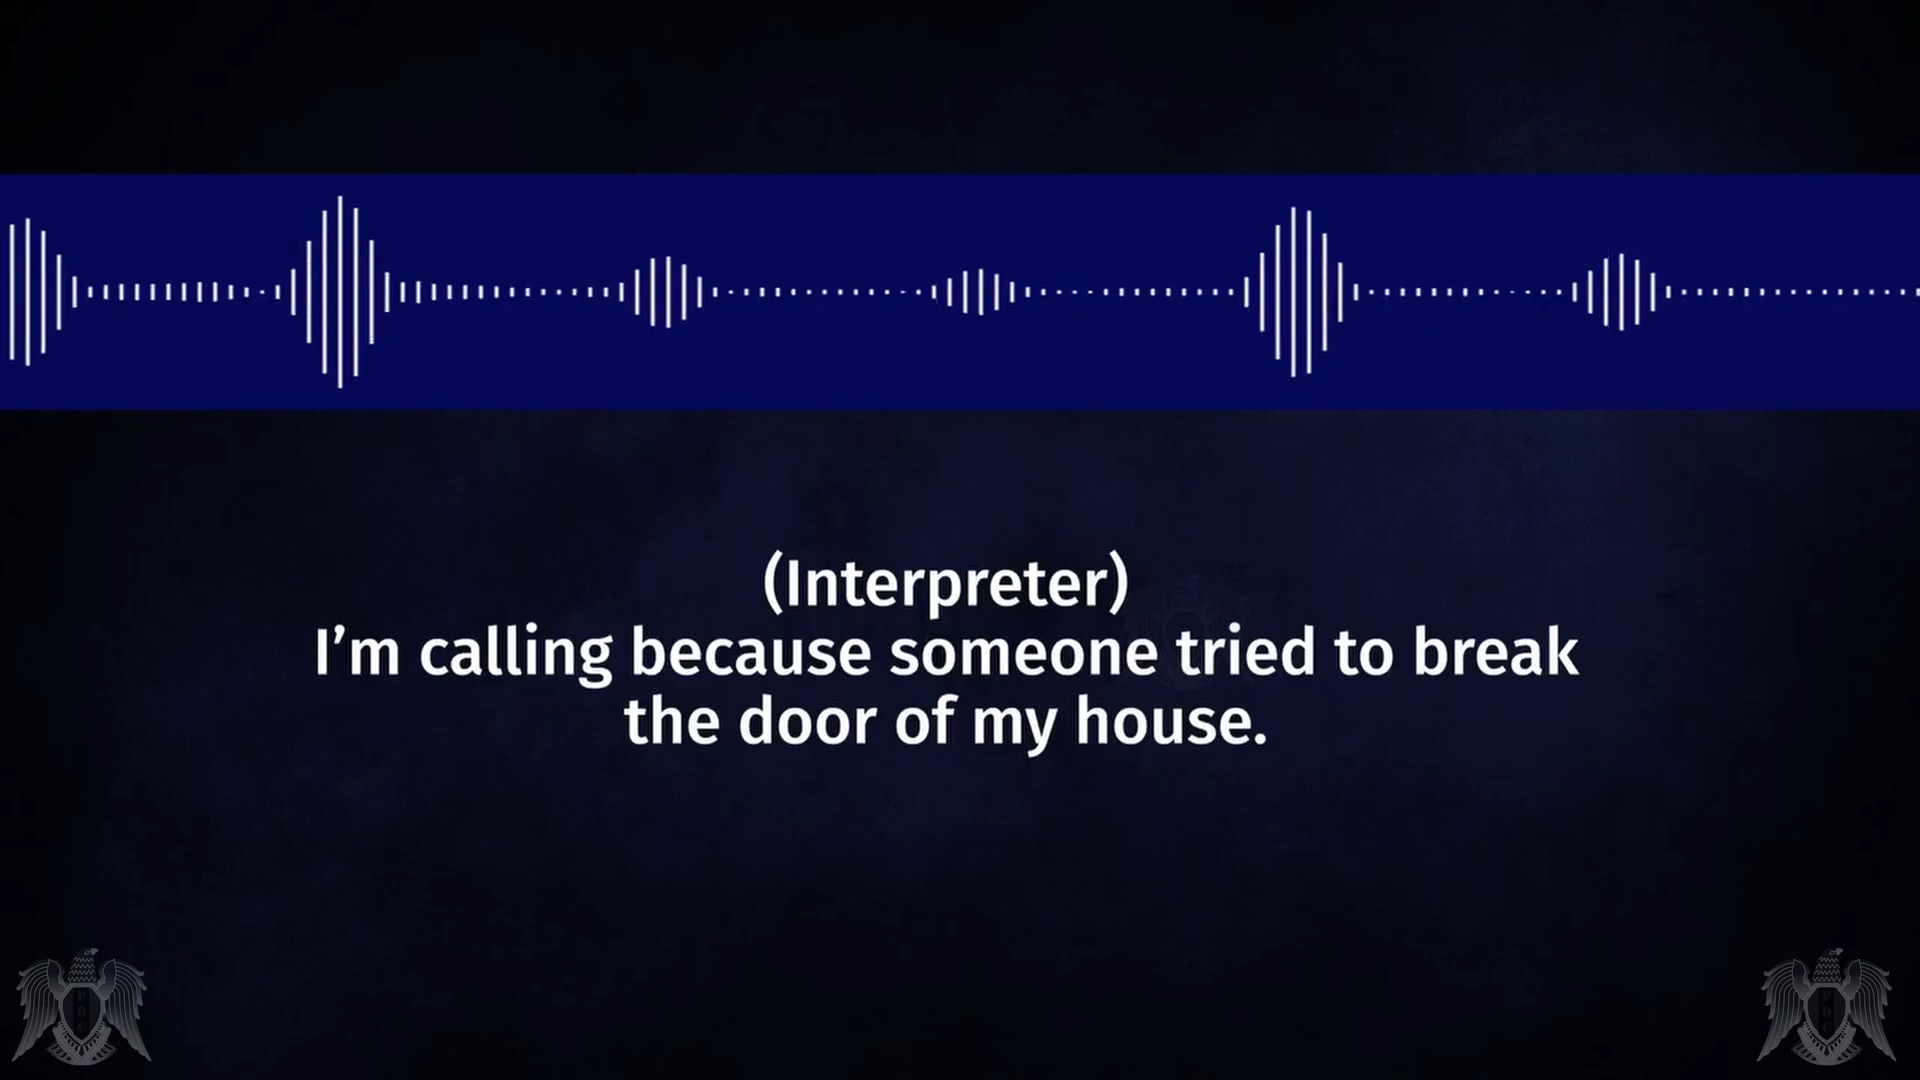 (Interpreter)
I’m calling because someone tried to break
the door of my house.